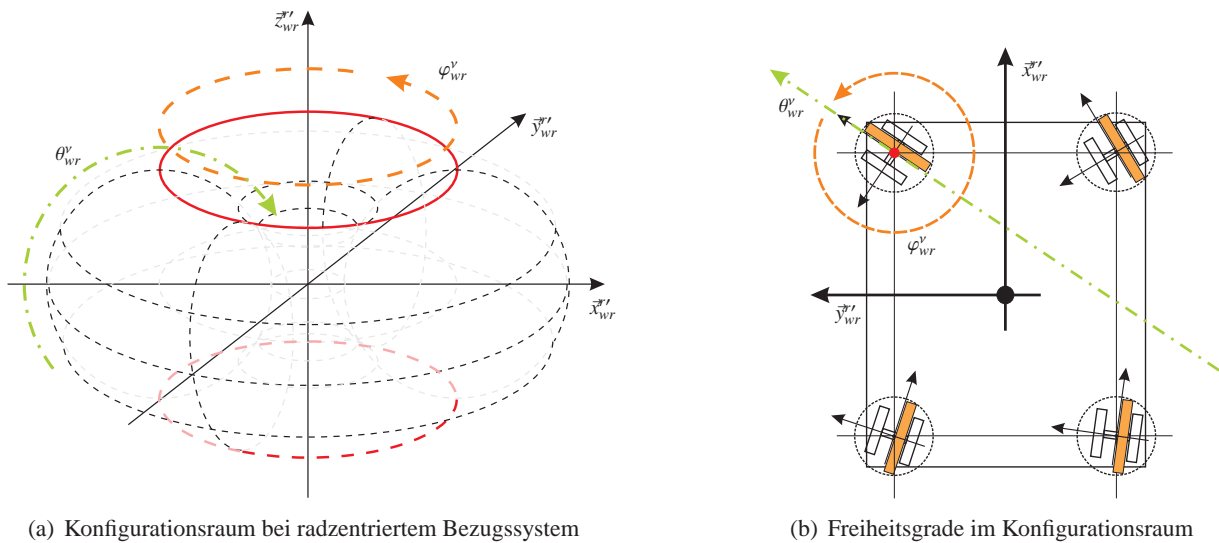 z⃗ʳ′wr
φᵛwr
y⃗ʳ′wr
θᵛwr
x⃗ʳ′wr
(a) Konfigurationsraum bei radzentriertem Bezugssystem
x⃗ʳ′wr
θᵛwr
φᵛwr
y⃗ʳ′wr
(b) Freiheitsgrade im Konfigurationsraum